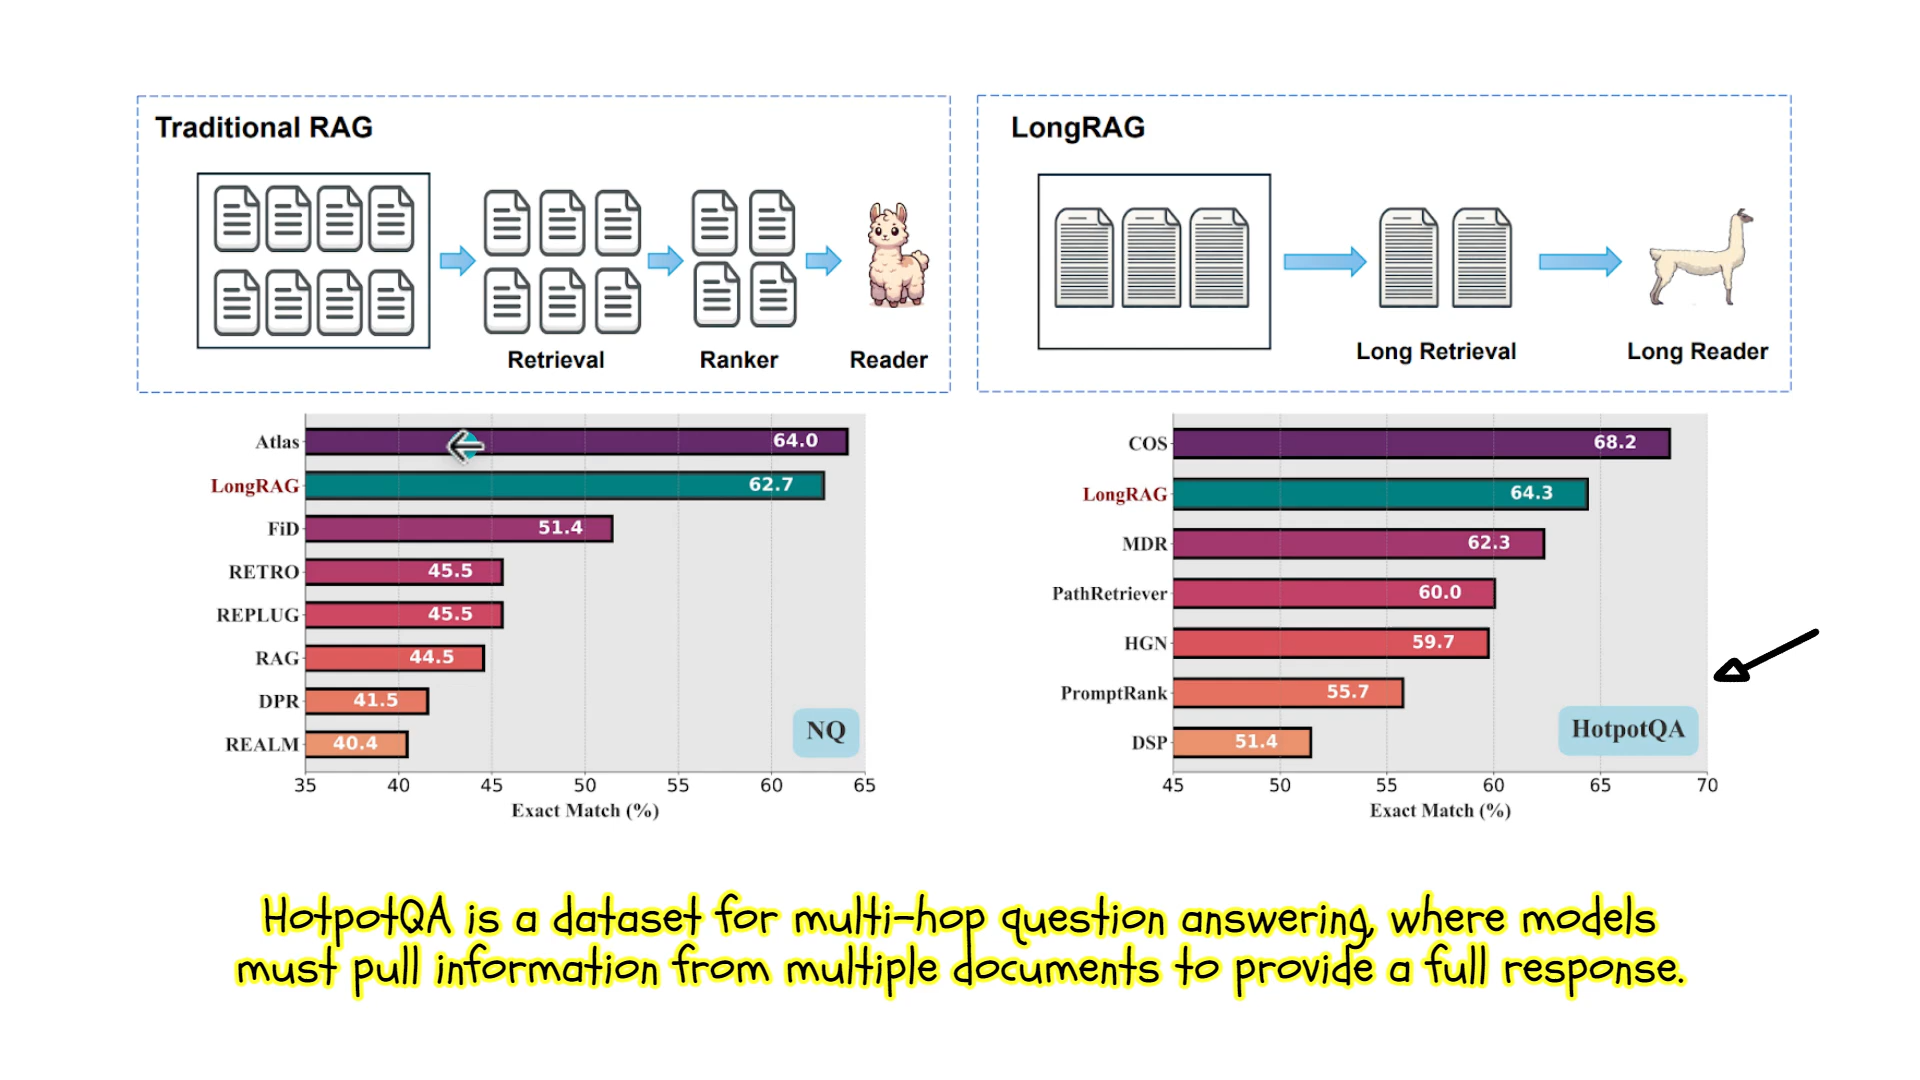 Traditional RAG
Retrieval
Ranker
Reader
LongRAG
Long Retrieval
Long Reader
Atlas 64.0
LongRAG 62.7
FiD 51.4
RETRO 45.5
REPLUG 45.5
RAG 44.5
DPR 41.5
REALM 40.4
NQ
35 40 45 50 55 60 65
Exact Match (%)
COS 68.2
LongRAG 64.3
MDR 62.3
PathRetriever 60.0
HGN 59.7
PromptRank 55.7
DSP 51.4
HotpotQA
45 50 55 60 65 70
Exact Match (%)
HotpotQA is a dataset for multi-hop question answering, where models
must pull information from multiple documents to provide a full response.